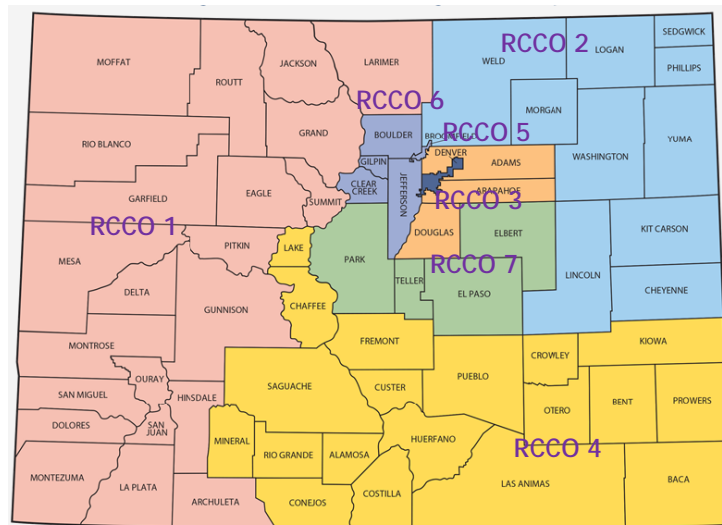 RCCO 2
SEDGWICK
LOGAN
MOFFAT
JACKSON
LARIMER
WELD
PHILLIPS
ROUTT
RCCO 6
MORGAN
GRAND
BOULDER
BROOMFIELD
RCCO 5
YUMA
RIO BLANCO
DENVER
GILPIN
ADAMS
WASHINGTON
CLEAR
CREEK
JEFFERSON
EAGLE
ARAPAHOE
GARFIELD
SUMMIT
RCCO 3
RCCO 1
DOUGLAS
ELBERT
KIT CARSON
PITKIN
LAKE
MESA
PARK
RCCO 7
LINCOLN
TELLER
CHEYENNE
DELTA
EL PASO
GUNNISON
CHAFFEE
FREMONT
KIOWA
MONTROSE
CROWLEY
OURAY
PUEBLO
SAGUACHE
CUSTER
SAN MIGUEL
HINSDALE
BENT
PROWERS
OTERO
DOLORES
SAN
JUAN
MINERAL
HUERFANO
RCCO 4
RIO GRANDE
ALAMOSA
MONTEZUMA
LA PLATA
BACA
LAS ANIMAS
COSTILLA
ARCHULETA
CONEJOS